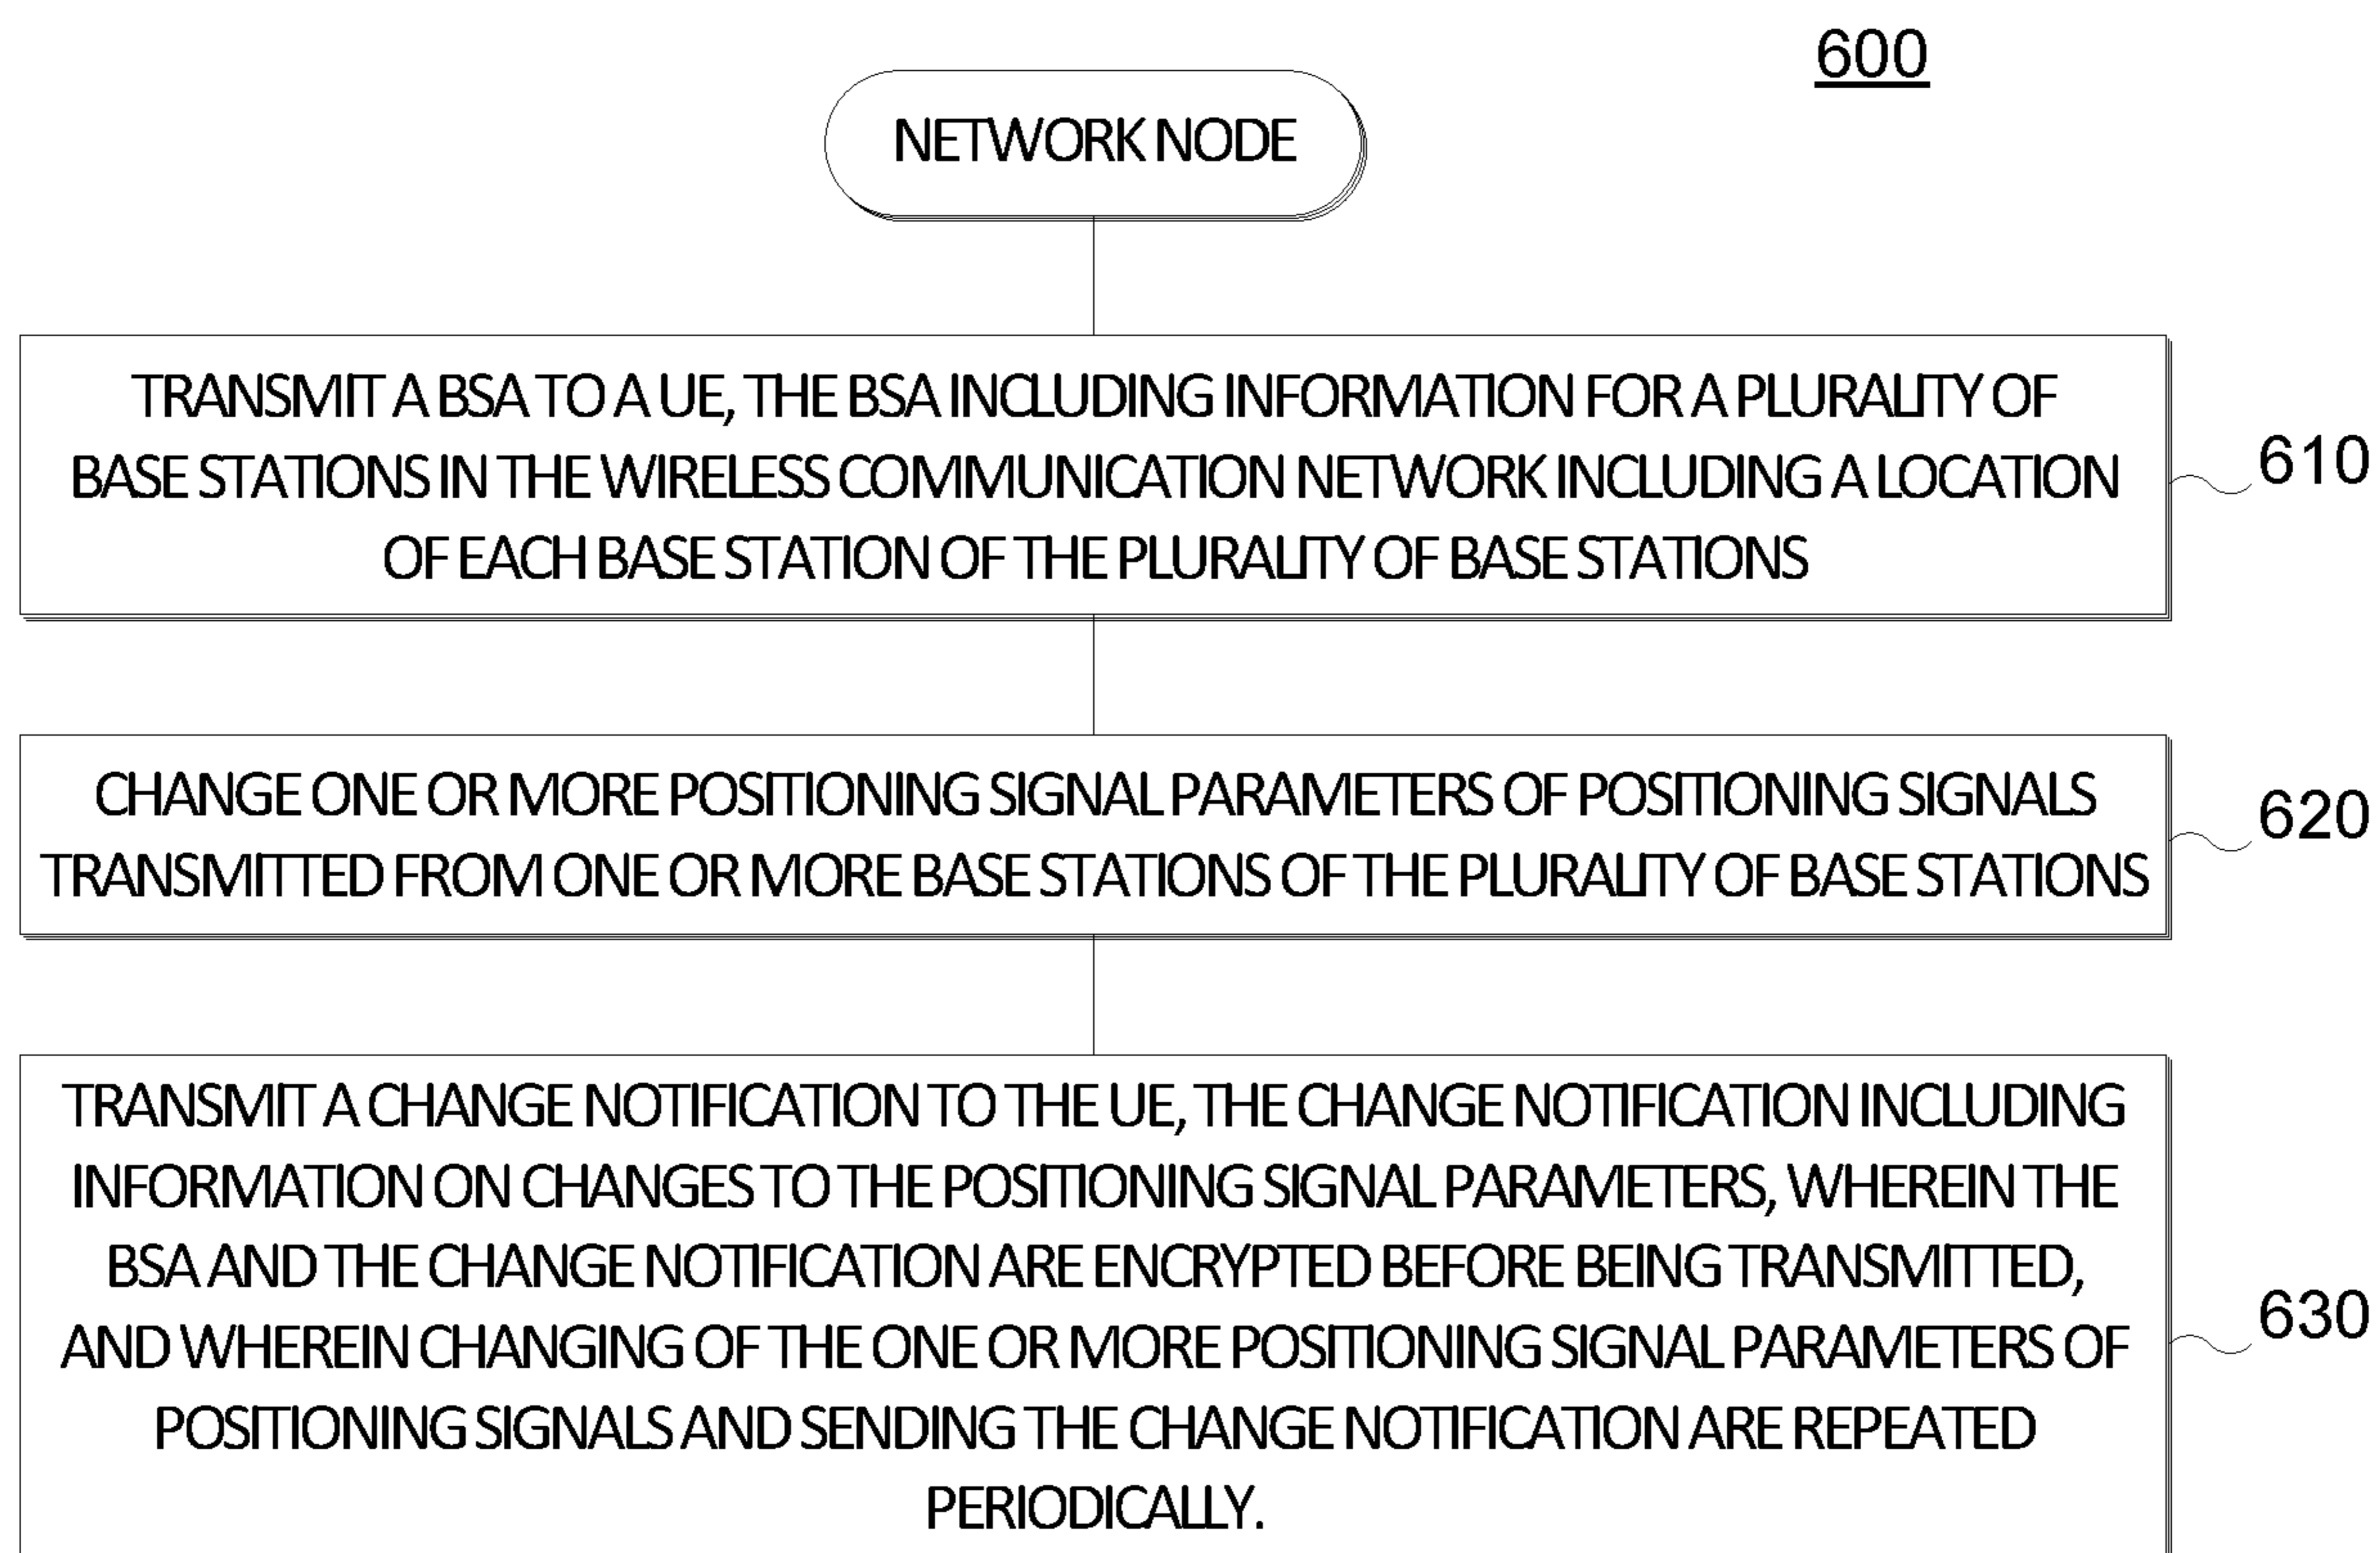 600
NETWORK NODE
TRANSMIT A BSA TO A UE, THE BSA INCLUDING INFORMATION FOR A PLURALITY OF
BASE STATIONS IN THE WIRELESS COMMUNICATION NETWORK INCLUDING A LOCATION
OF EACH BASE STATION OF THE PLURALITY OF BASE STATIONS
610
CHANGE ONE OR MORE POSITIONING SIGNAL PARAMETERS OF POSITIONING SIGNALS
TRANSMITTED FROM ONE OR MORE BASE STATIONS OF THE PLURALITY OF BASE STATIONS
620
TRANSMIT A CHANGE NOTIFICATION TO THE UE, THE CHANGE NOTIFICATION INCLUDING
INFORMATION ON CHANGES TO THE POSITIONING SIGNAL PARAMETERS, WHEREIN THE
BSA AND THE CHANGE NOTIFICATION ARE ENCRYPTED BEFORE BEING TRANSMITTED,
AND WHEREIN CHANGING OF THE ONE OR MORE POSITIONING SIGNAL PARAMETERS OF
POSITIONING SIGNALS AND SENDING THE CHANGE NOTIFICATION ARE REPEATED
PERIODICALLY.
630